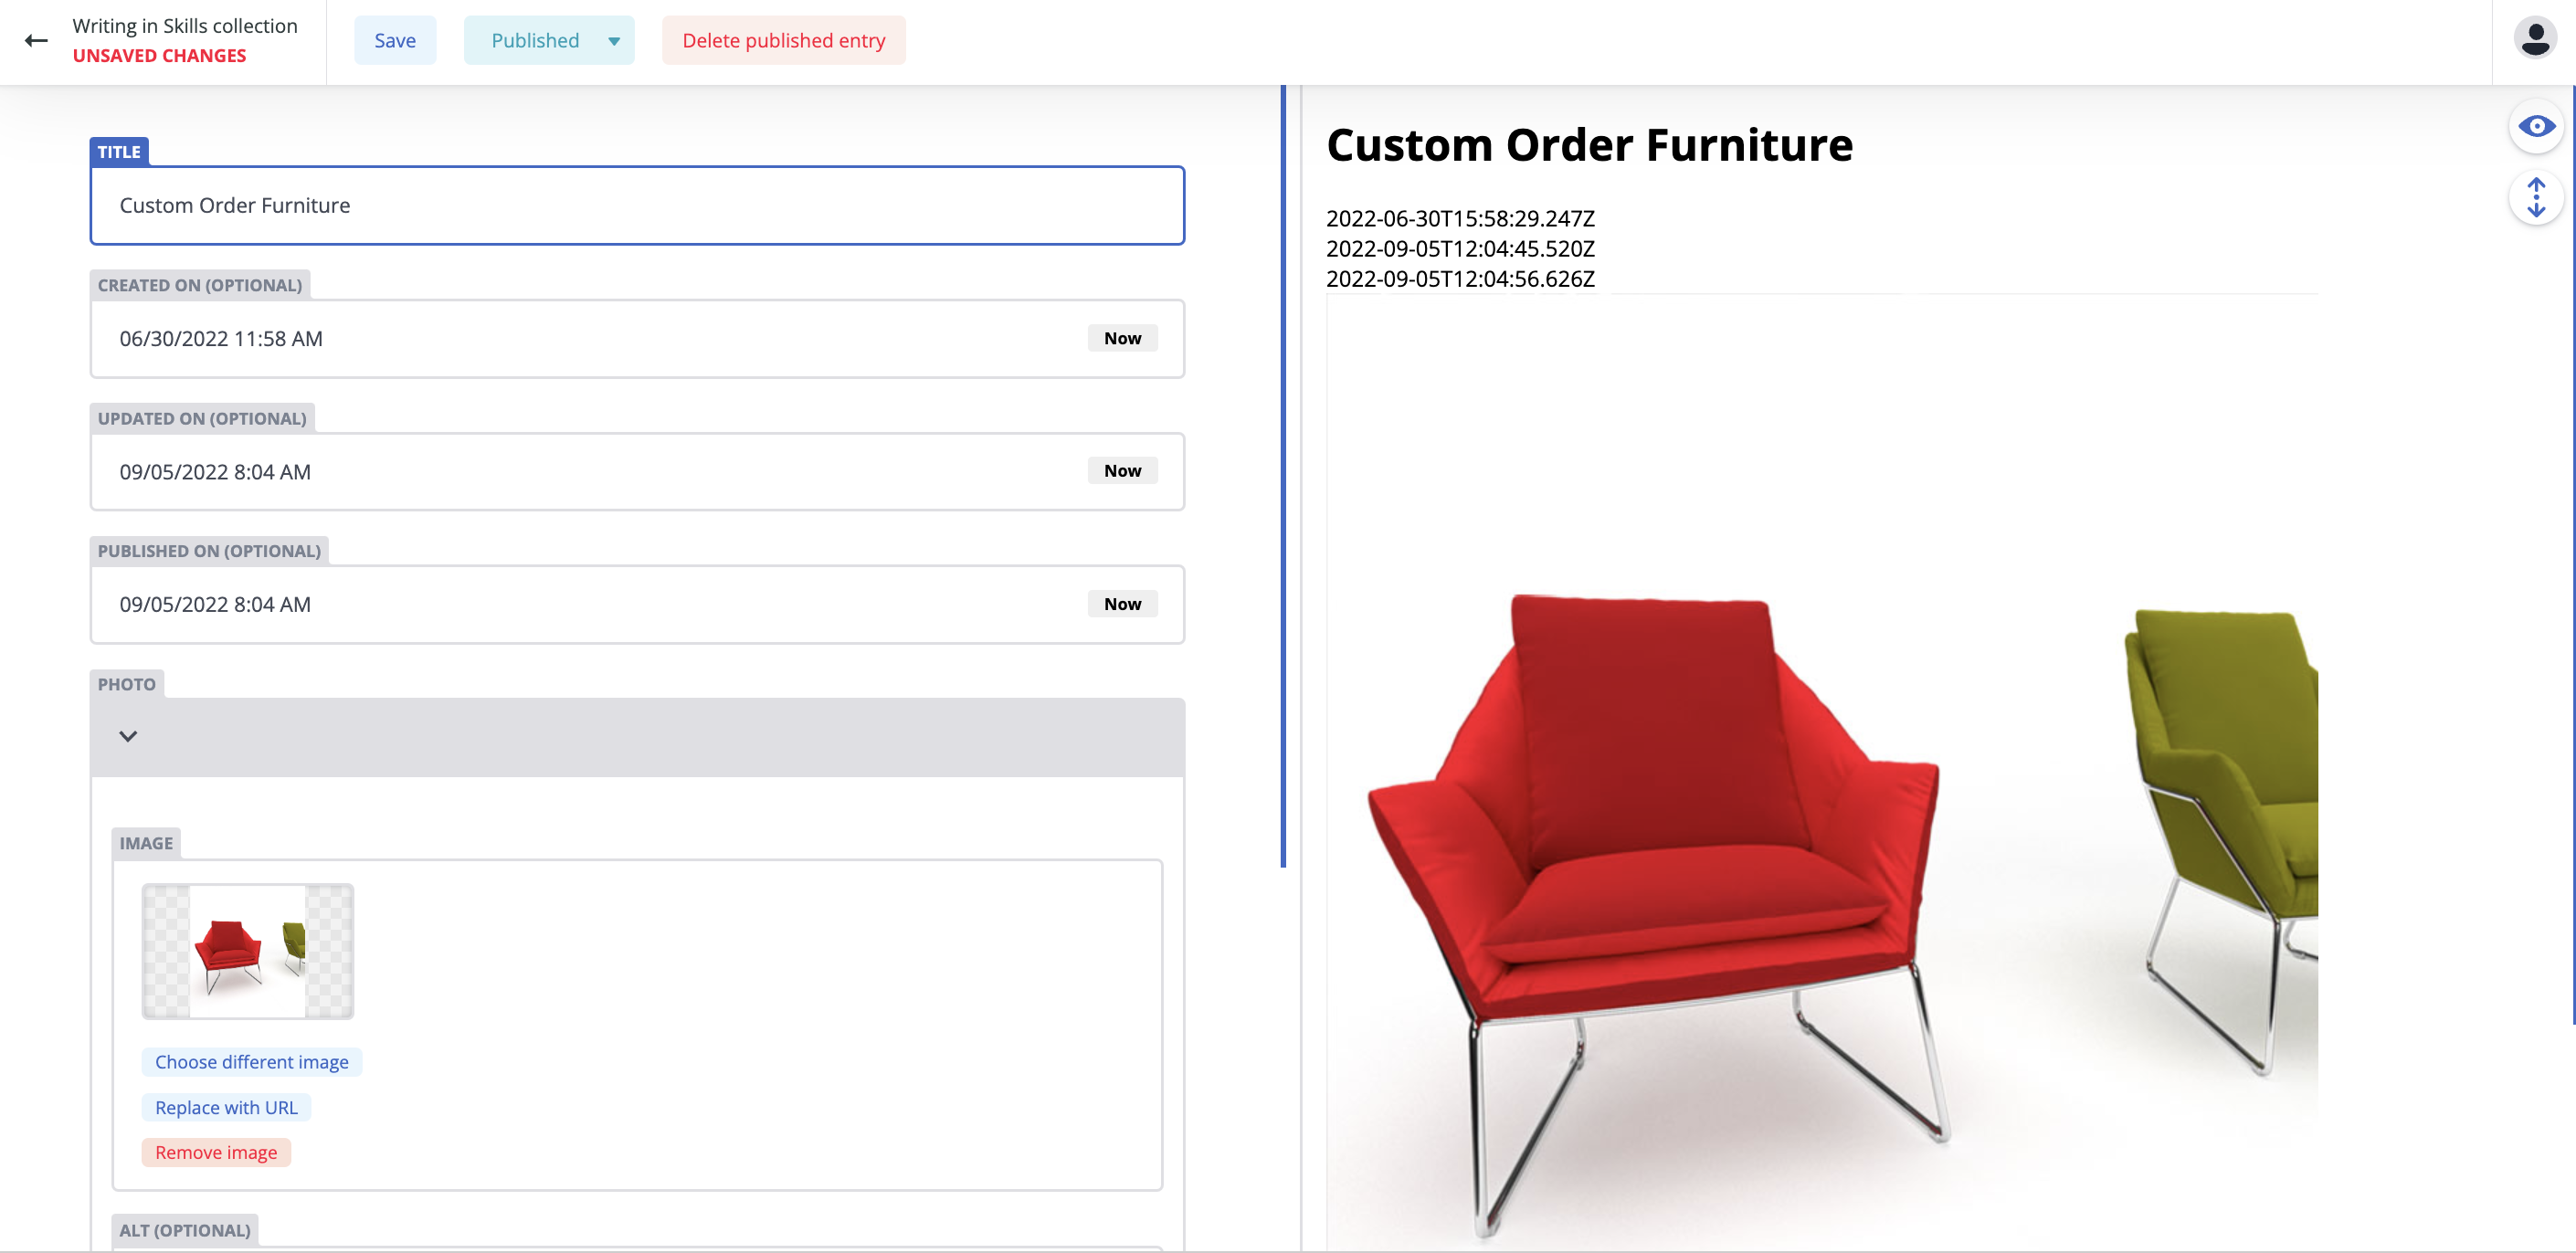 Writing in Skills collection
UNSAVED CHANGES
Save
Published
Delete published entry
TITLE
Custom Order Furniture
CREATED ON (OPTIONAL)
06/30/2022 11:58 AM
Now
UPDATED ON (OPTIONAL)
09/05/2022 8:04 AM
Now
PUBLISHED ON (OPTIONAL)
09/05/2022 8:04 AM
Now
PHOTO
IMAGE
Choose different image
Replace with URL
Remove image
ALT (OPTIONAL)
Custom Order Furniture
2022-06-30T15:58:29.247Z
2022-09-05T12:04:45.520Z
2022-09-05T12:04:56.626Z